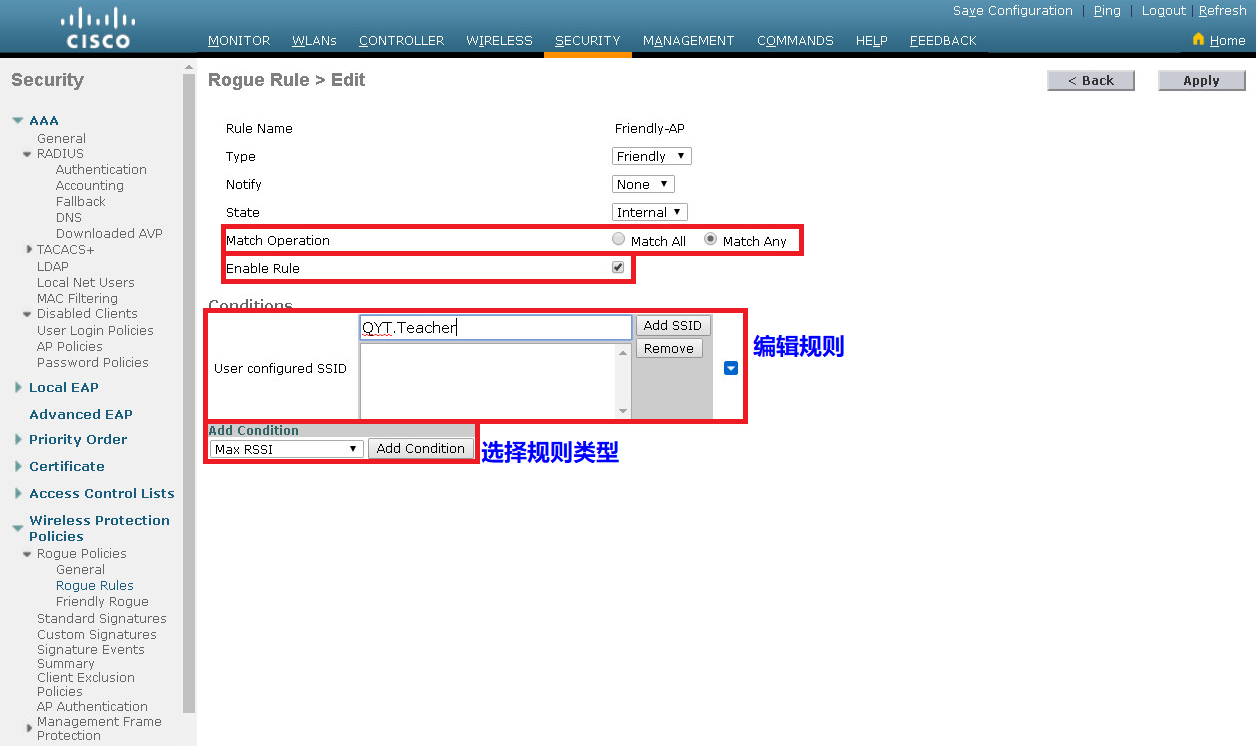 CISCO
Save Configuration | Ping | Logout | Refresh
MONITOR WLANs CONTROLLER WIRELESS SECURITY MANAGEMENT COMMANDS HELP FEEDBACK Home
Security
AAA
General
RADIUS
Authentication
Accounting
Fallback
DNS
Downloaded AVP
TACACS+
LDAP
Local Net Users
MAC Filtering
Disabled Clients
User Login Policies
AP Policies
Password Policies
Local EAP
Advanced EAP
Priority Order
Certificate
Access Control Lists
Wireless Protection
Policies
Rogue Policies
General
Rogue Rules
Friendly Rogue
Standard Signatures
Custom Signatures
Signature Events
Summary
Client Exclusion
Policies
AP Authentication
Management Frame
Protection
Rogue Rule > Edit
< Back Apply
Rule Name Friendly-AP
Type Friendly
Notify None
State Internal
Match Operation Match All Match Any
Enable Rule
Conditions
User configured SSID
QYT.Teacher
Add SSID
Remove
编辑规则
Add Condition
Max RSSI Add Condition
选择规则类型